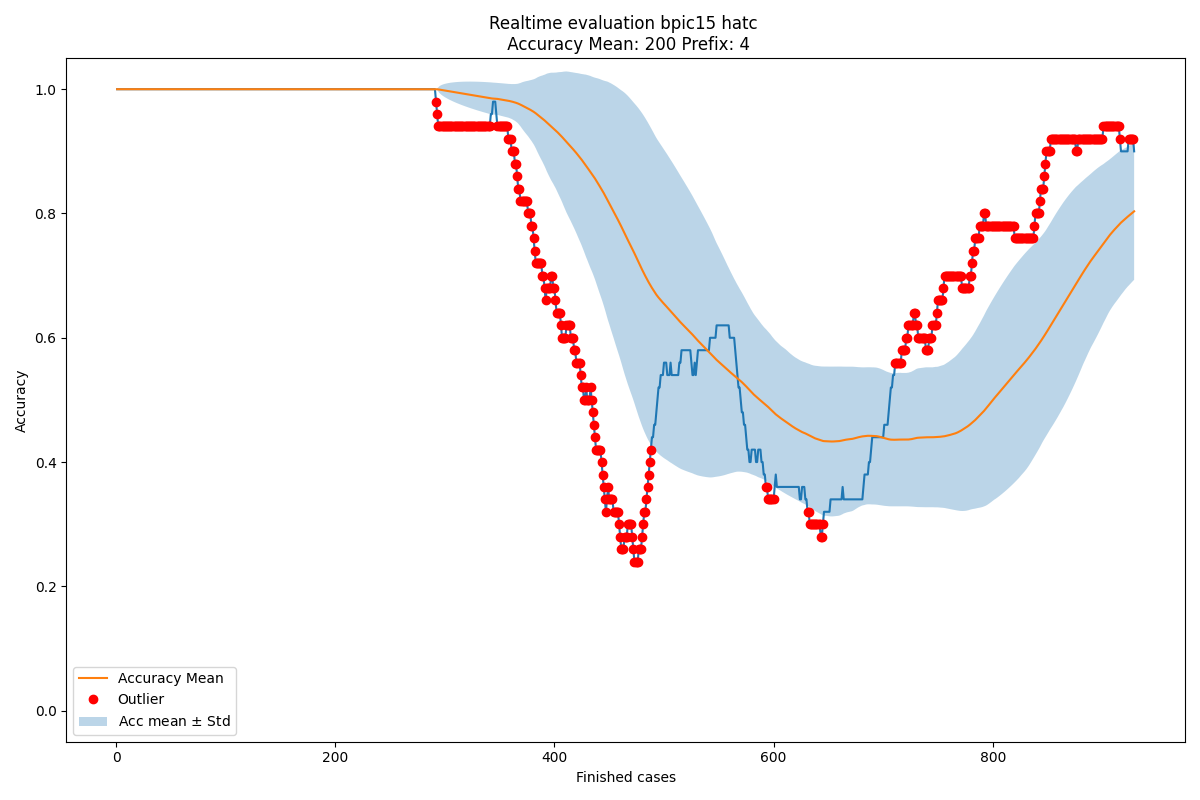 Realtime evaluation bpic15 hatc
Accuracy Mean: 200 Prefix: 4
Accuracy
1.0
0.8
0.6
0.4
0.2
0.0
Accuracy Mean
Outlier
Acc mean ± Std
0
200
400
600
800
Finished cases